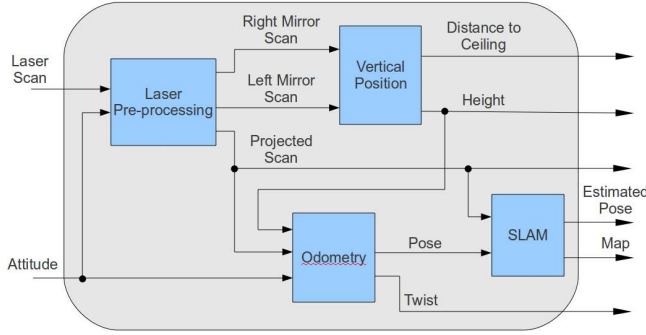 Right Mirror
Scan
Distance to
Ceiling
Laser
Scan
Laser
Pre-processing
Vertical
Position
Left Mirror
Scan
Height
Projected
Scan
Estimated
Pose
Attitude
Odometry
Pose
SLAM
Map
Twist